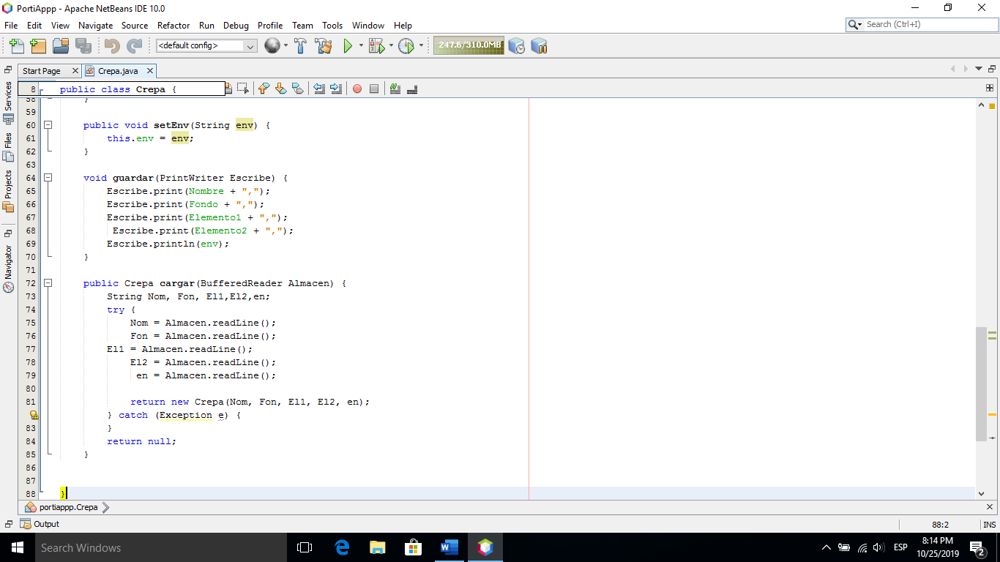 PortiAppp - Apache NetBeans IDE 10.0
File Edit View Navigate Source Refactor Run Debug Profile Team Tools Window Help
Search (Ctrl+I)
<default config>
247.6/310.0MB
Start Page
Crepa.java
Services
Files
Projects
Navigator
8 public class Crepa {
58 }
59
60 public void setEnv(String env) {
61 this.env = env;
62 }
63
64 void guardar(PrintWriter Escribe) {
65 Escribe.print(Nombre + ",");
66 Escribe.print(Fondo + ",");
67 Escribe.print(Elemento1 + ",");
68 Escribe.print(Elemento2 + ",");
69 Escribe.println(env);
70 }
71
72 public Crepa cargar(BufferedReader Almacen) {
73 String Nom, Fon, El1,El2,en;
74 try {
75 Nom = Almacen.readLine();
76 Fon = Almacen.readLine();
77 El1 = Almacen.readLine();
78 El2 = Almacen.readLine();
79 en = Almacen.readLine();
80
81 return new Crepa(Nom, Fon, El1, El2, en);
} catch (Exception e) {
83 }
84 return null;
85 }
86
87
88 }
portiappp.Crepa
Output
88:2
INS
Search Windows
ESP
8:14 PM
10/25/2019
2